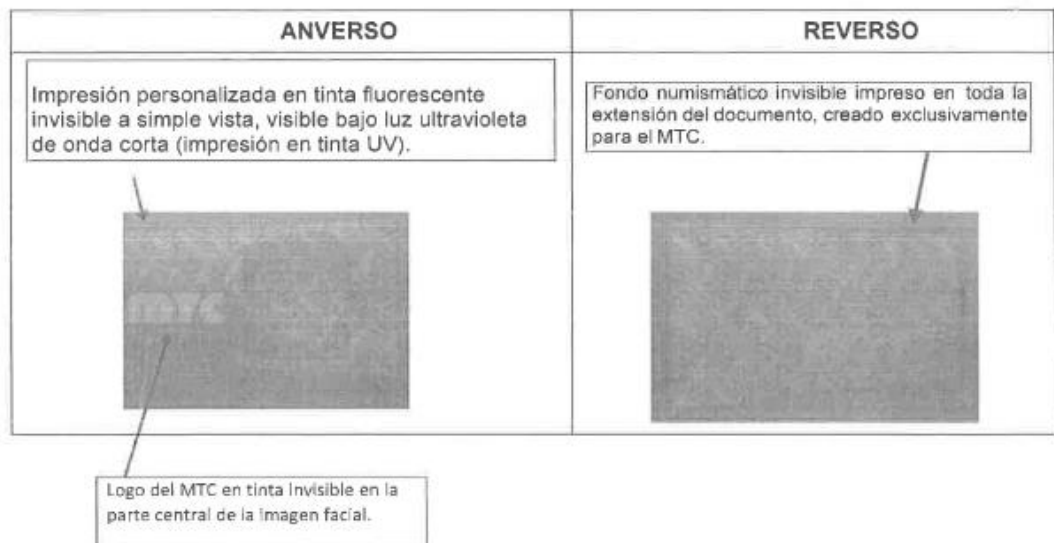 ANVERSO
REVERSO
Impresión personalizada en tinta fluorescente
invisible a simple vista, visible bajo luz ultravioleta
de onda corta (impresión en tinta UV).
Fondo numismático invisible impreso en toda la
extensión del documento, creado exclusivamente
para el MTC.
mTC
Logo del MTC en tinta invisible en la
parte central de la imagen facial.